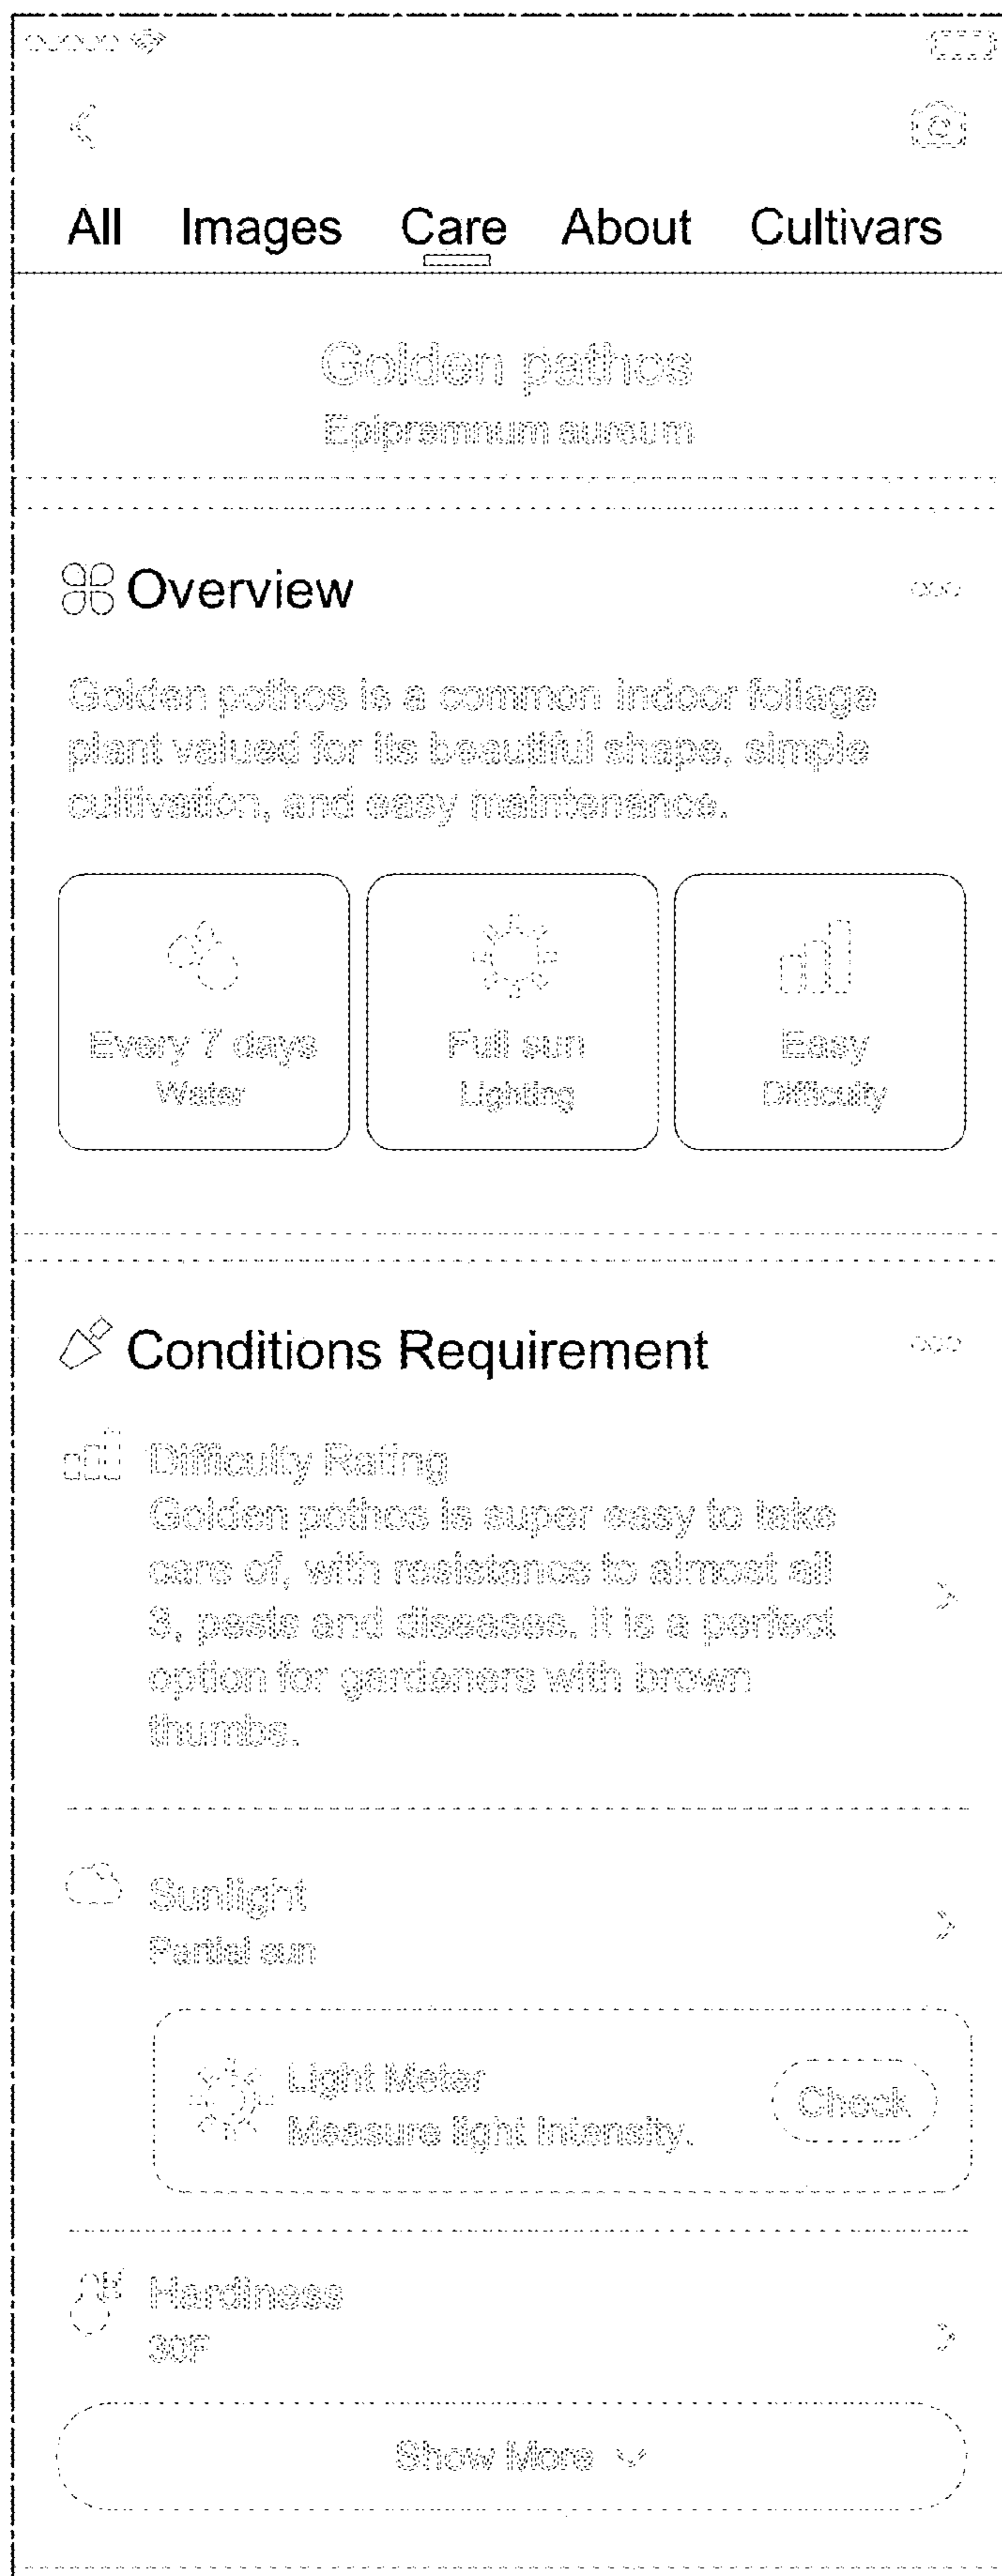 All Images Care About Cultivars
Golden pathos
Epipremnum aureum
Overview
Golden pothos is a common indoor foliage
plant valued for its beautiful shape, simple
cultivation, and easy maintenance.
Every 7 days
Water
Full sun
Lighting
Easy
Difficulty
Conditions Requirement
Difficulty Rating
Golden pothos is super easy to take
care of, with resistance to almost all
3, pests and diseases. it is a perfect
option for gardeners with brown
thumbs.
Sunlight
Partial sun
Light Meter
Measure light Intensity.
Check
Hardiness
30F
Show More